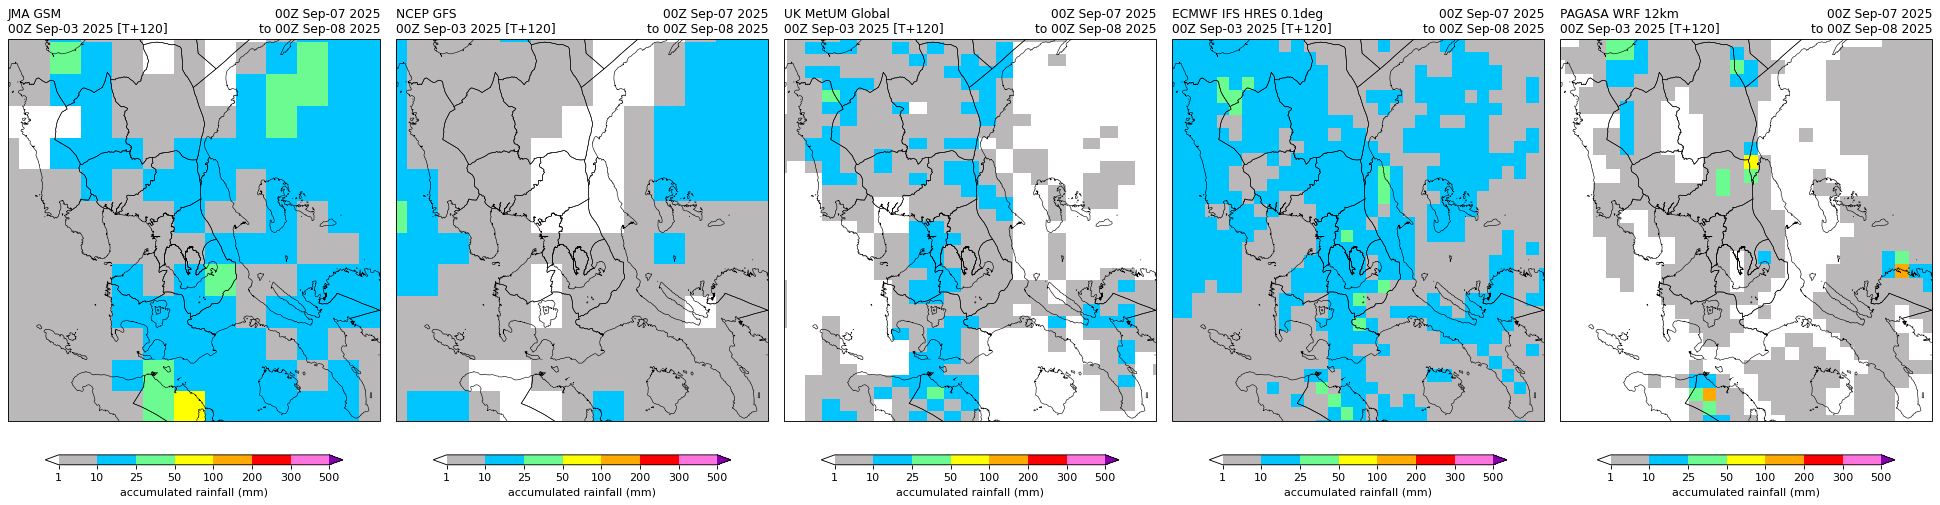 JMA GSM 00Z Sep-07 2025
00Z Sep-03 2025 [T+120] to 00Z Sep-08 2025
NCEP GFS 00Z Sep-07 2025
00Z Sep-03 2025 [T+120] to 00Z Sep-08 2025
UK MetUM Global 00Z Sep-07 2025
00Z Sep-03 2025 [T+120] to 00Z Sep-08 2025
ECMWF IFS HRES 0.1deg 00Z Sep-07 2025
00Z Sep-03 2025 [T+120] to 00Z Sep-08 2025
PAGASA WRF 12km 00Z Sep-07 2025
00Z Sep-03 2025 [T+120] to 00Z Sep-08 2025
1 10 25 50 100 200 300 500
accumulated rainfall (mm)
1 10 25 50 100 200 300 500
accumulated rainfall (mm)
1 10 25 50 100 200 300 500
accumulated rainfall (mm)
1 10 25 50 100 200 300 500
accumulated rainfall (mm)
1 10 25 50 100 200 300 500
accumulated rainfall (mm)